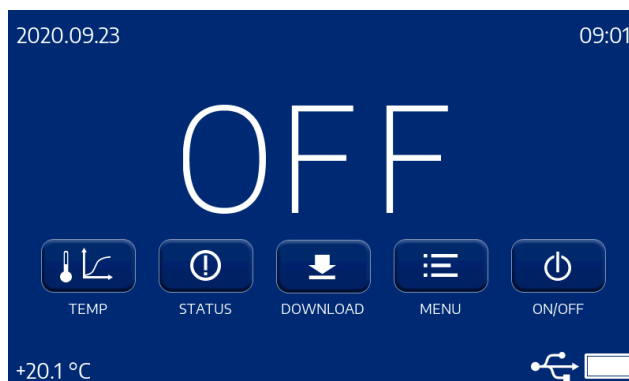 2020.09.23 09:01
OFF
TEMP STATUS DOWNLOAD MENU ON/OFF
+20.1 °C